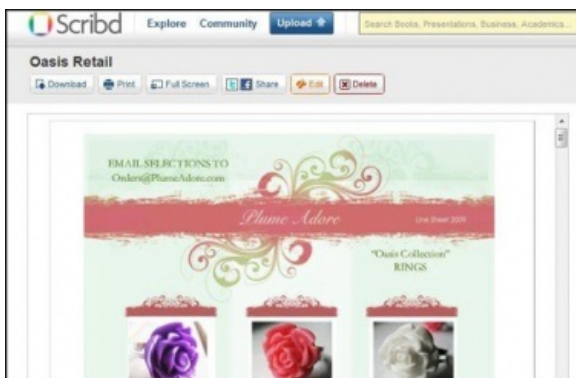 Scribd
Explore Community Upload
Search Books, Presentations, Business, Academics...
Oasis Retail
Download Print Full Screen Share Edit Delete
EMAIL SELECTIONS TO
Orders@PlumeAdore.com
Plume Adore
Line Sheet 2009
"Oasis Collection"
RINGS